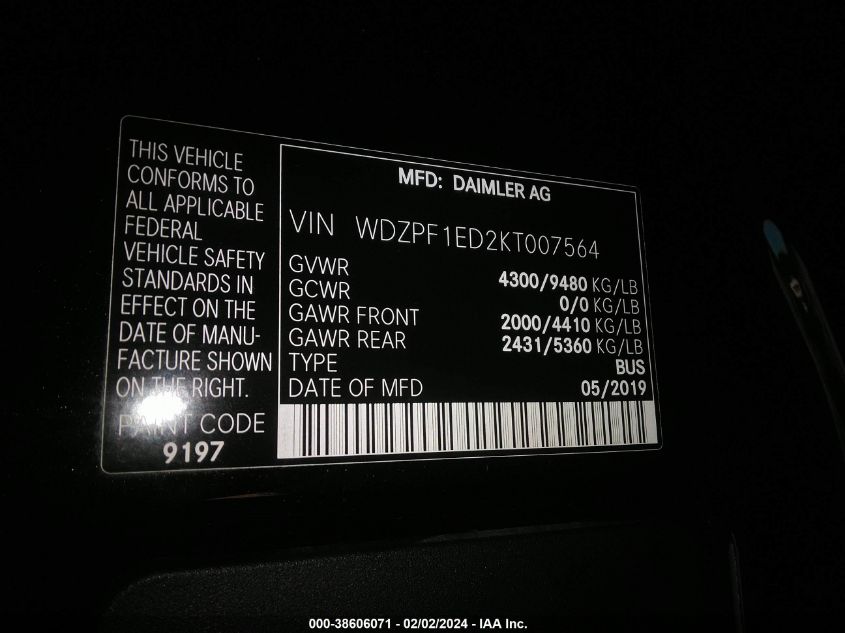 THIS VEHICLE
CONFORMS TO
ALL APPLICABLE
FEDERAL
VEHICLE SAFETY
STANDARDS IN
EFFECT ON THE
DATE OF MANU-
FACTURE SHOWN
ON THE RIGHT.
PAINT CODE
9197
MFD: DAIMLER AG
VIN WDZPF1ED2KT007564
GVWR 4300/9480 KG/LB
GCWR 0/0 KG/LB
GAWR FRONT 2000/4410 KG/LB
GAWR REAR 2431/5360 KG/LB
TYPE BUS
DATE OF MFD 05/2019
000-38606071 - 02/02/2024 - IAA Inc.